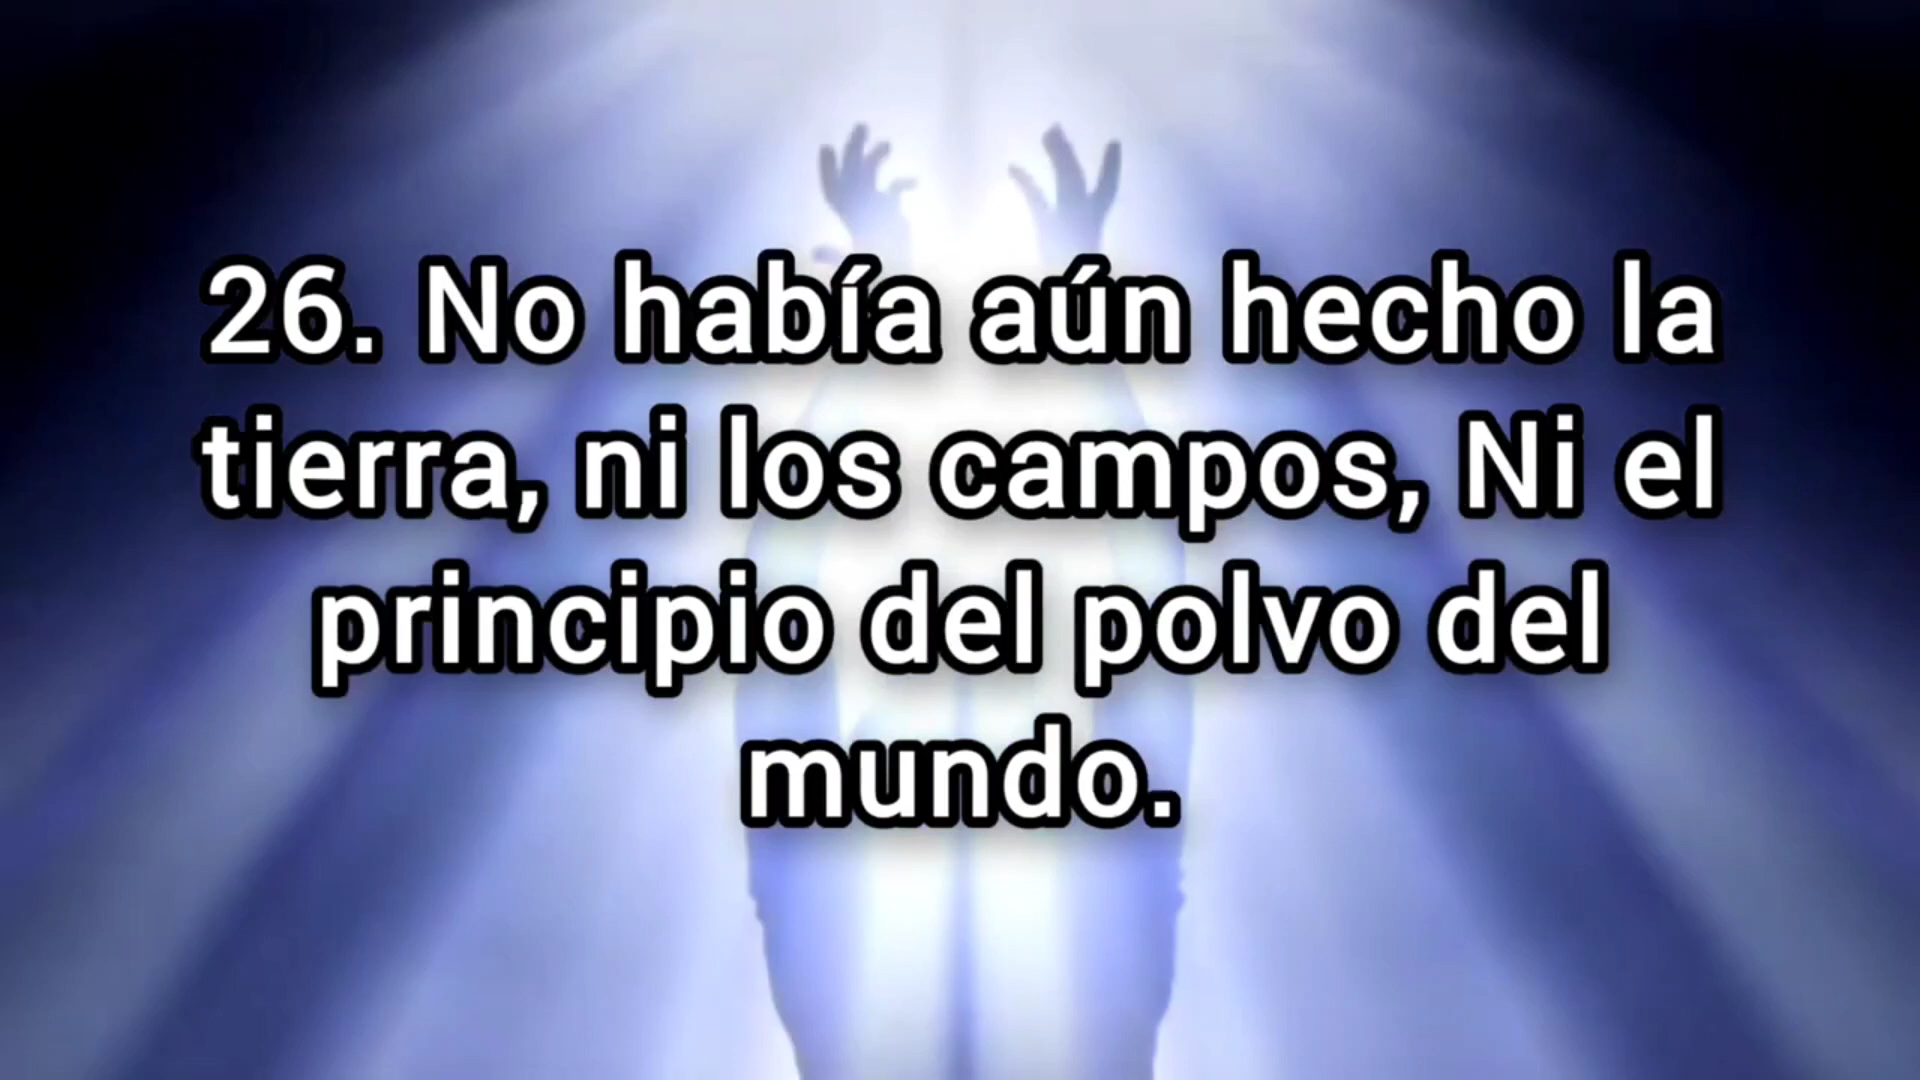 26. No había aún hecho la
tierra, ni los campos, Ni el
principio del polvo del
mundo.